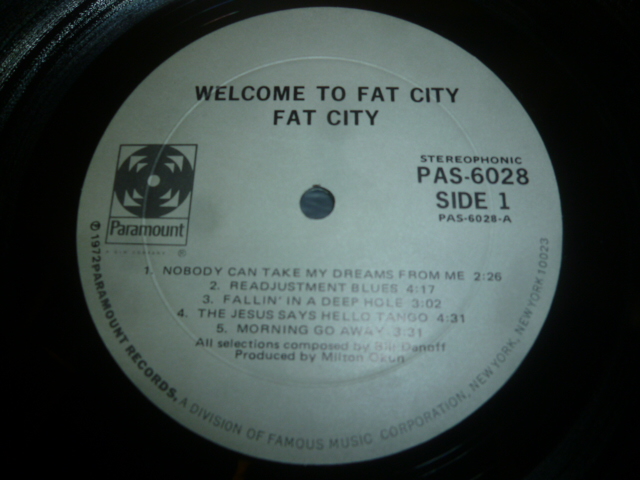 WELCOME TO FAT CITY
FAT CITY
STEREOPHONIC
PAS-6028
SIDE 1
PAS-6028-A
Paramount
1. NOBODY CAN TAKE MY DREAMS FROM ME 2:26
2. READJUSTMENT BLUES 4:17
3. FALLIN' IN A DEEP HOLE 3:02
4. THE JESUS SAYS HELLO TANGO 4:31
5. MORNING GO AWAY 3:31
All selections composed by Bill Danoff
Produced by Milton Okun
℗ 1972 PARAMOUNT RECORDS, A DIVISION OF FAMOUS MUSIC CORPORATION, NEW YORK, NEW YORK 10023